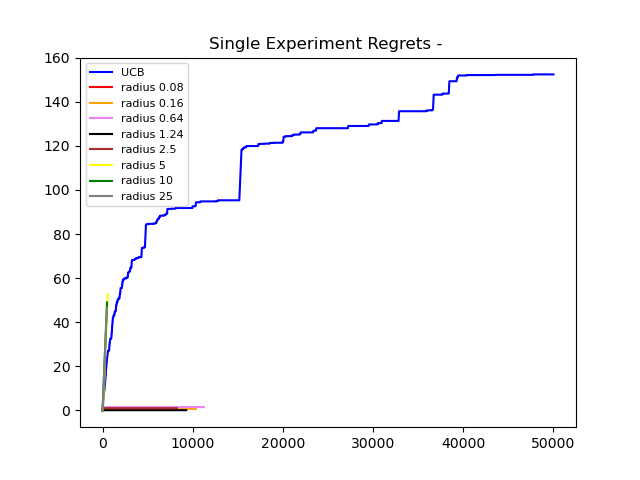 Single Experiment Regrets -
160
140
120
100
80
60
40
20
0
UCB
radius 0.08
radius 0.16
radius 0.64
radius 1.24
radius 2.5
radius 5
radius 10
radius 25
0 10000 20000 30000 40000 50000